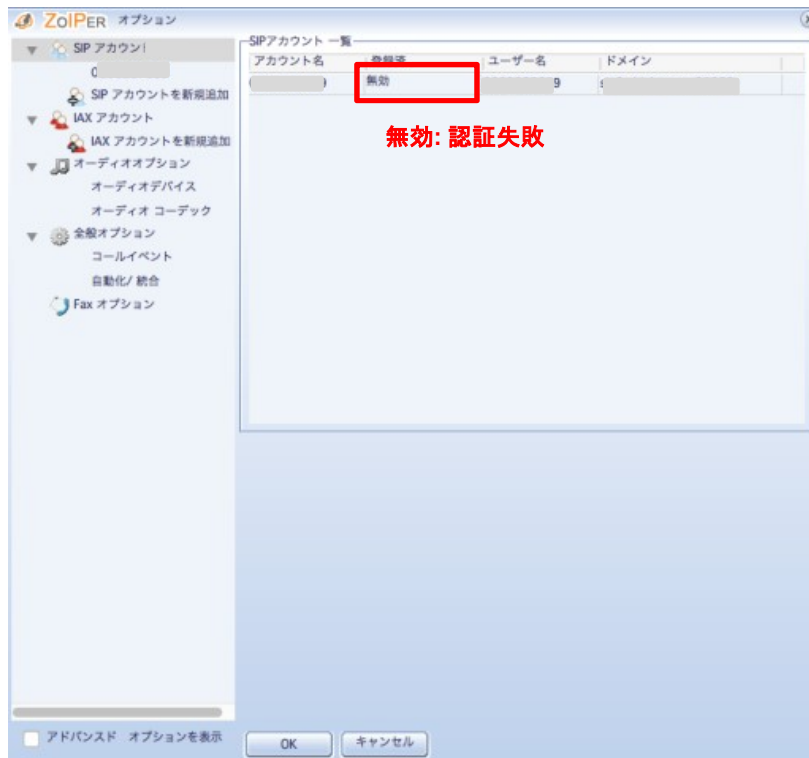 ZOIPER オプション
SIP アカウント
SIP アカウントを新規追加
IAX アカウント
IAX アカウントを新規追加
オーディオオプション
オーディオデバイス
オーディオ コーデック
全般オプション
コールイベント
自動化/ 統合
Fax オプション
アドバンスド オプションを表示
SIPアカウント 一覧
アカウント名 登録済 ユーザー名 ドメイン
無効 9
無効: 認証失敗
OK キャンセル